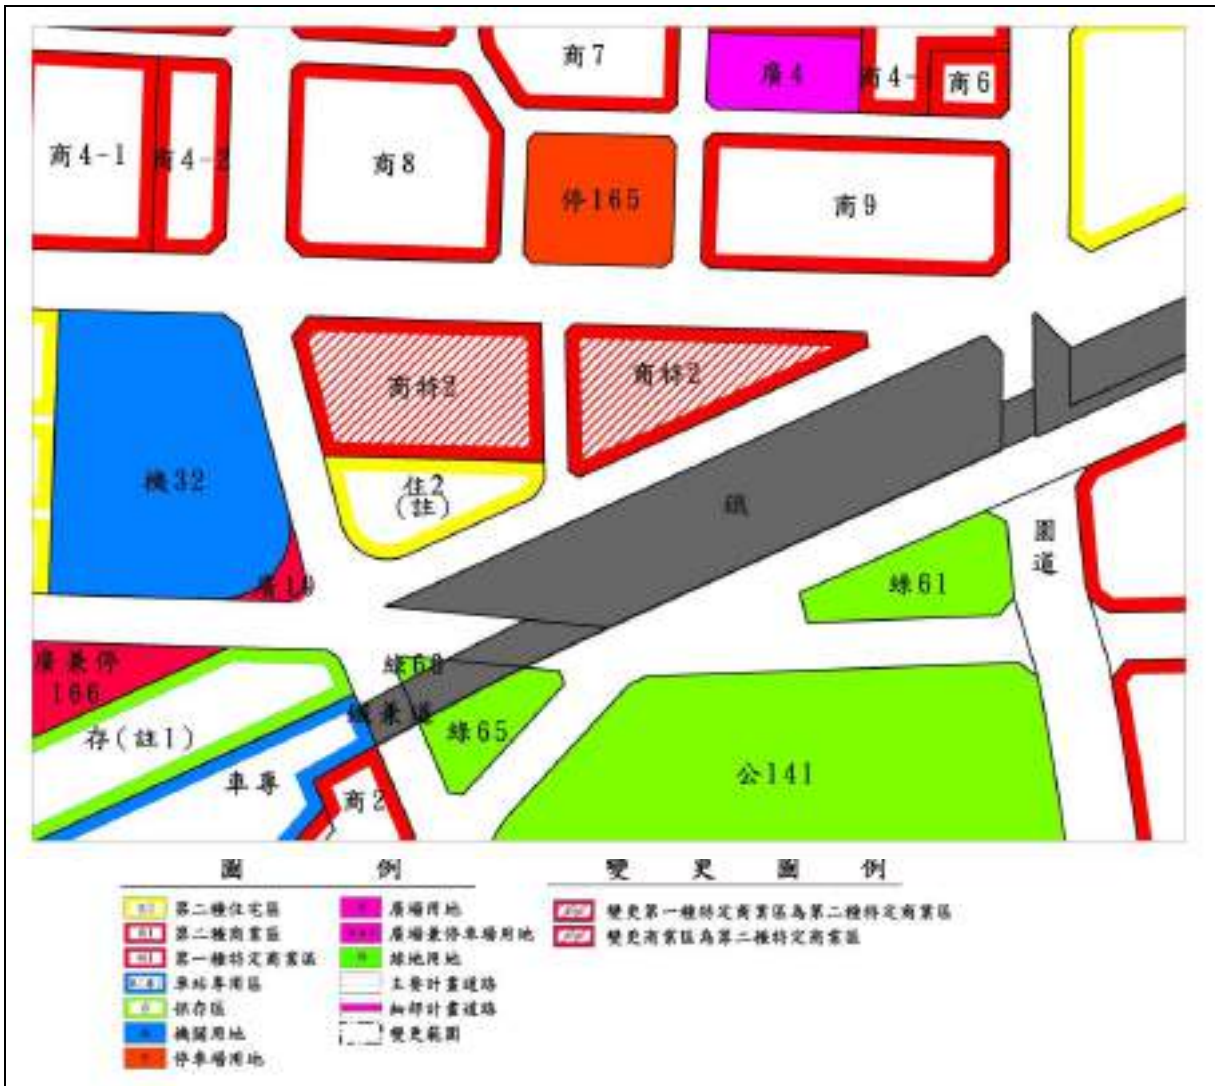 商7
廣4
商4-
商6
商4-1
商4-2
商8
停165
商9
商特2
商特2
機32
住2
(註)
鐵
園道
綠61
廣兼停
166
綠60
存(註1)
鐵兼道
綠65
車專
商2
公141
圖 例
變 更 圖 例
第二種住宅區
廣場用地
變更第一種特定商業區為第二種特定商業區
第二種商業區
廣場兼停車場用地
變更商業區為第二種特定商業區
第一種特定商業區
綠地用地
車站專用區
主要計畫道路
保存區
細部計畫道路
機關用地
變更範圍
停車場用地